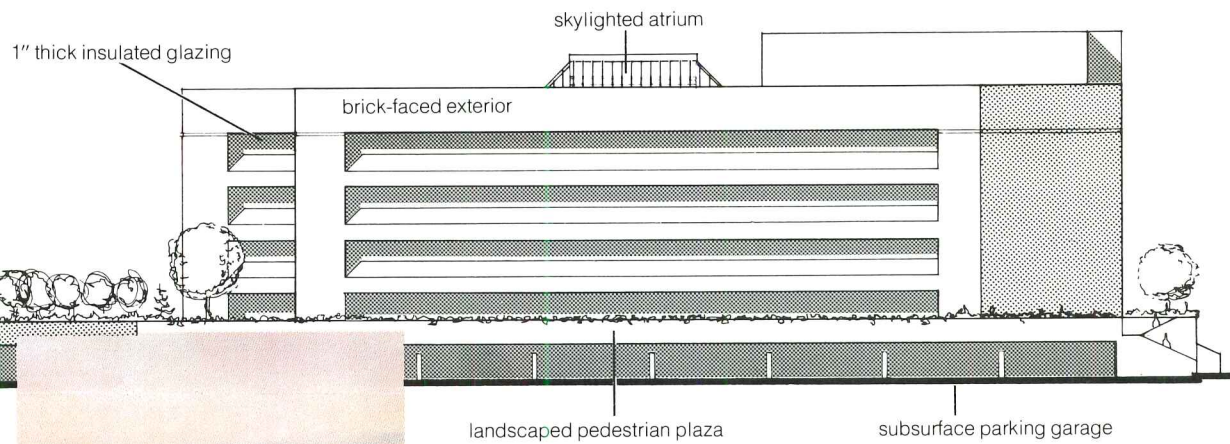 skylighted atrium
1" thick insulated glazing
brick-faced exterior
landscaped pedestrian plaza
subsurface parking garage